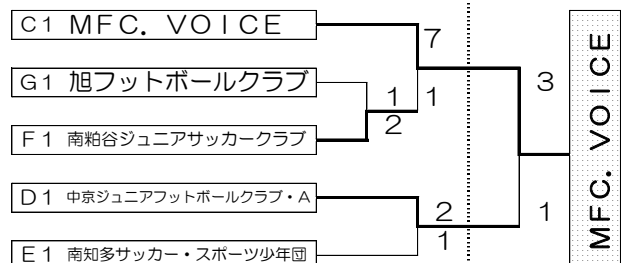 C1 MFC. VOICE
7
G1 旭フットボールクラブ
1
1
2
F1 南粕谷ジュニアサッカークラブ
3
D1 中京ジュニアフットボールクラブ・A
2
1
1
E1 南知多サッカー・スポーツ少年団
MFC. VOICE